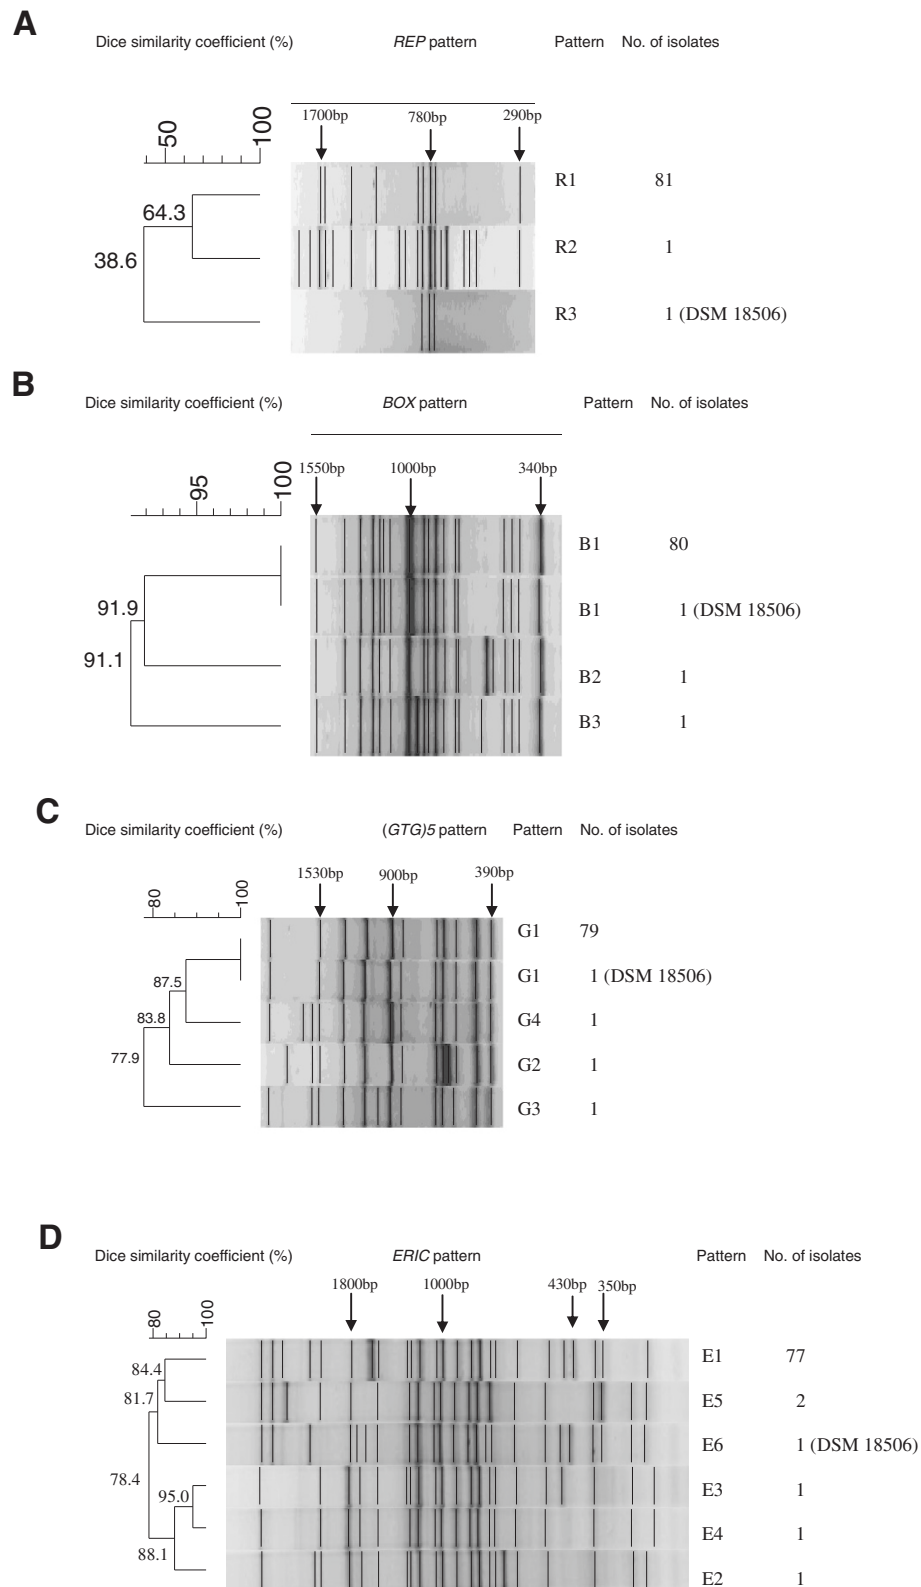 A
Dice similarity coefficient (%) REP pattern Pattern No. of isolates
50 100 1700bp 780bp 290bp
R1 81
64.3
R2 1
38.6
R3 1 (DSM 18506)
B
Dice similarity coefficient (%) BOX pattern Pattern No. of isolates
95 100 1550bp 1000bp 340bp
B1 80
91.9
B1 1 (DSM 18506)
91.1
B2 1
B3 1
C
Dice similarity coefficient (%) (GTG)5 pattern Pattern No. of isolates
80 100 1530bp 900bp 390bp
G1 79
87.5
G1 1 (DSM 18506)
83.8
G4 1
77.9
G2 1
G3 1
D
Dice similarity coefficient (%) ERIC pattern Pattern No. of isolates
80 100 1800bp 1000bp 430bp 350bp
E1 77
84.4
81.7
E5 2
E6 1 (DSM 18506)
78.4
95.0
E3 1
E4 1
88.1
E2 1